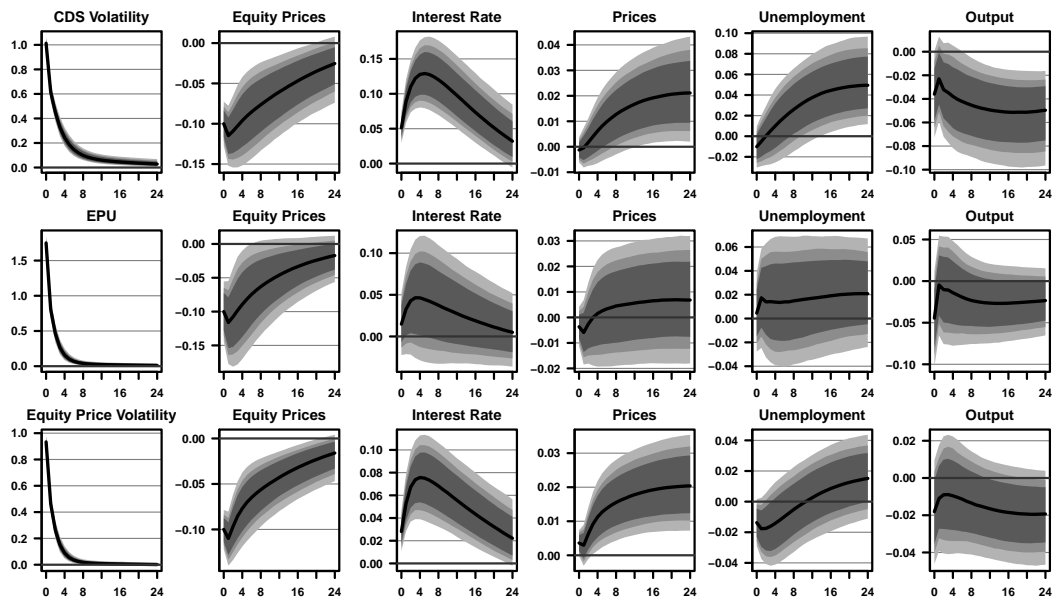 CDS Volatility Equity Prices Interest Rate Prices Unemployment Output
1.0 0.8 0.6 0.4 0.2 0.0
0.00 −0.05 −0.10 −0.15
0.15 0.10 0.05 0.00
0.04 0.03 0.02 0.01 0.00 −0.01
0.10 0.08 0.06 0.04 0.02 0.00 −0.02
0.00 −0.02 −0.04 −0.06 −0.08 −0.10
0 4 8 16 24 0 4 8 16 24 0 4 8 16 24 0 4 8 16 24 0 4 8 16 24 0 4 8 16 24
EPU Equity Prices Interest Rate Prices Unemployment Output
1.5 1.0 0.5 0.0
0.00 −0.05 −0.10 −0.15
0.10 0.05 0.00
0.03 0.02 0.01 0.00 −0.01 −0.02
0.06 0.04 0.02 0.00 −0.02 −0.04
0.05 0.00 −0.05 −0.10
0 4 8 16 24 0 4 8 16 24 0 4 8 16 24 0 4 8 16 24 0 4 8 16 24 0 4 8 16 24
Equity Price Volatility Equity Prices Interest Rate Prices Unemployment Output
1.0 0.8 0.6 0.4 0.2 0.0
0.00 −0.05 −0.10
0.10 0.08 0.06 0.04 0.02 0.00
0.03 0.02 0.01 0.00
0.04 0.02 0.00 −0.02 −0.04
0.02 0.00 −0.02 −0.04
0 4 8 16 24 0 4 8 16 24 0 4 8 16 24 0 4 8 16 24 0 4 8 16 24 0 4 8 16 24